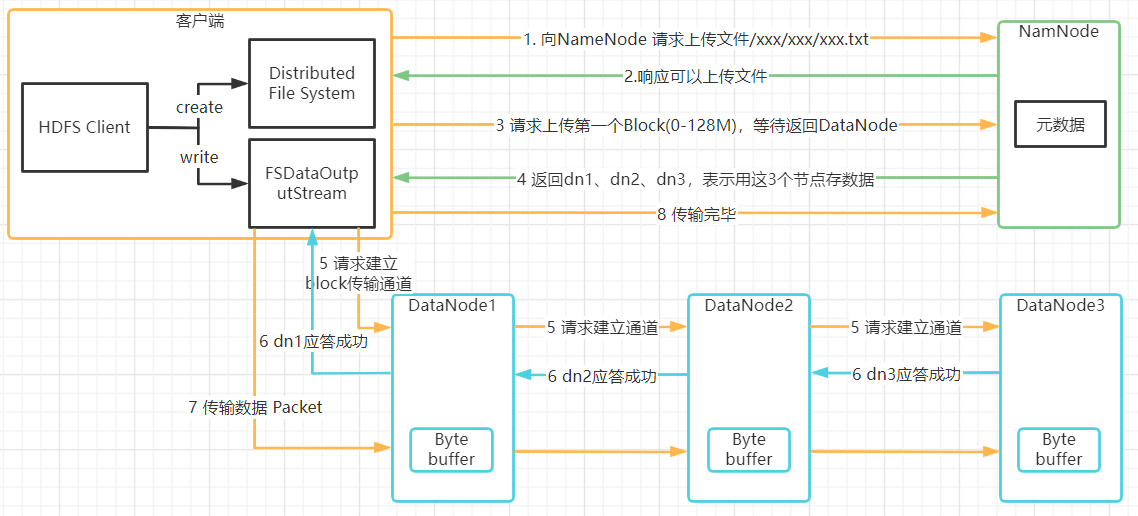 客户端
HDFS Client
create
write
Distributed
File System
FSDataOutp
utStream
1. 向NameNode 请求上传文件/xxx/xxx/xxx.txt
2.响应可以上传文件
3 请求上传第一个Block(0-128M)，等待返回DataNode
4 返回dn1、dn2、dn3，表示用这3个节点存数据
8 传输完毕
NamNode
元数据
5 请求建立
block传输通道
6 dn1应答成功
7 传输数据 Packet
DataNode1
Byte
buffer
5 请求建立通道
6 dn2应答成功
DataNode2
Byte
buffer
5 请求建立通道
6 dn3应答成功
DataNode3
Byte
buffer